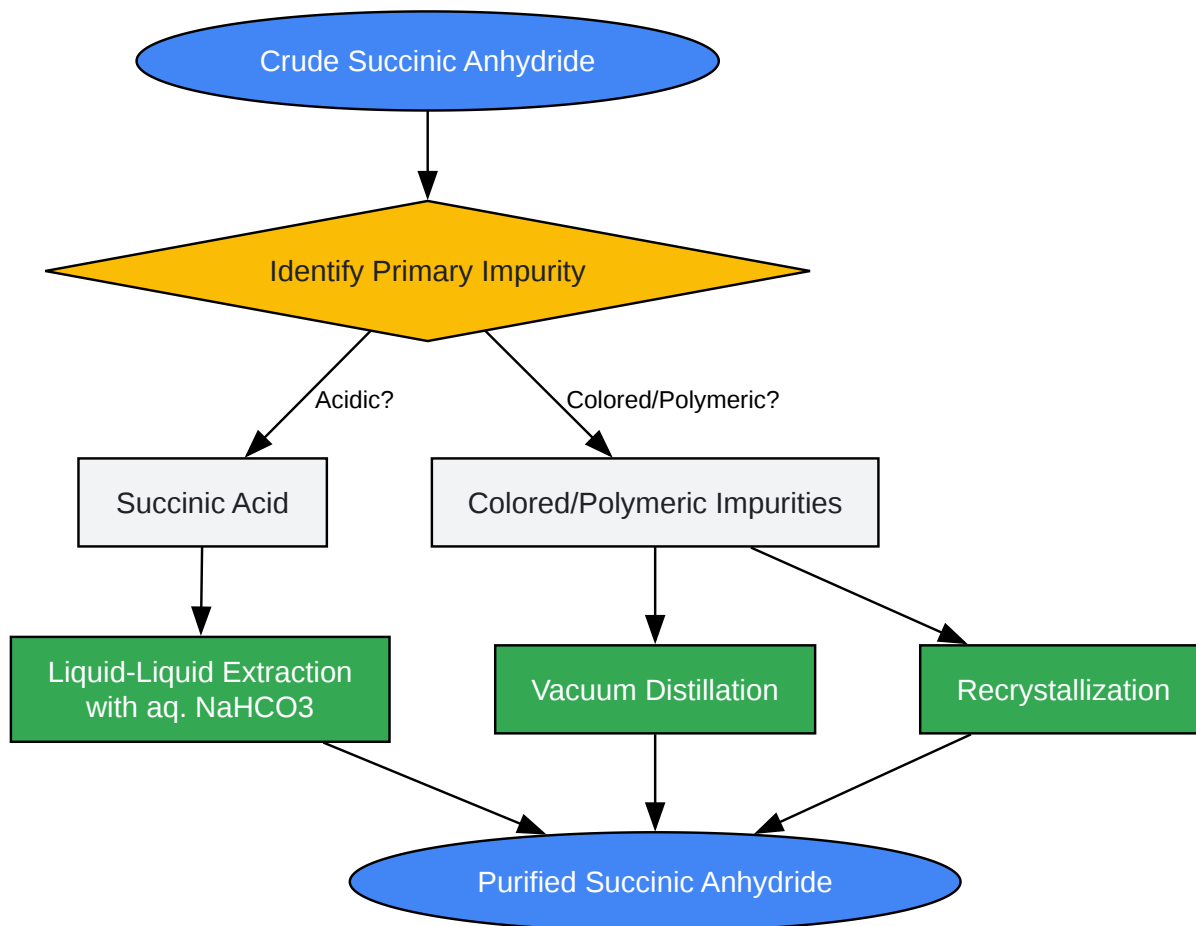 Crude Succinic Anhydride
Identify Primary Impurity
Acidic?
Colored/Polymeric?
Succinic Acid
Colored/Polymeric Impurities
Liquid-Liquid Extraction
with aq. NaHCO3
Vacuum Distillation
Recrystallization
Purified Succinic Anhydride